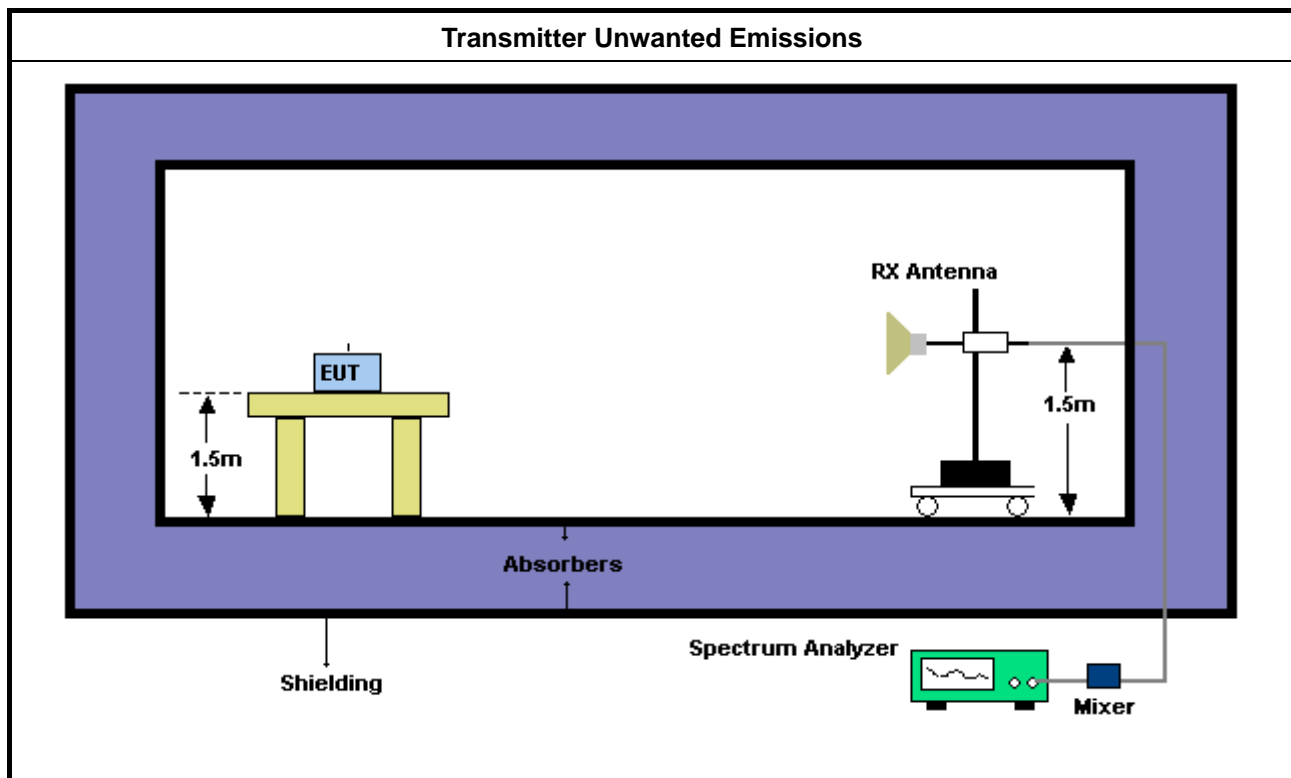 Transmitter Unwanted Emissions
RX Antenna
EUT
1.5m
1.5m
Absorbers
Spectrum Analyzer
Shielding
Mixer